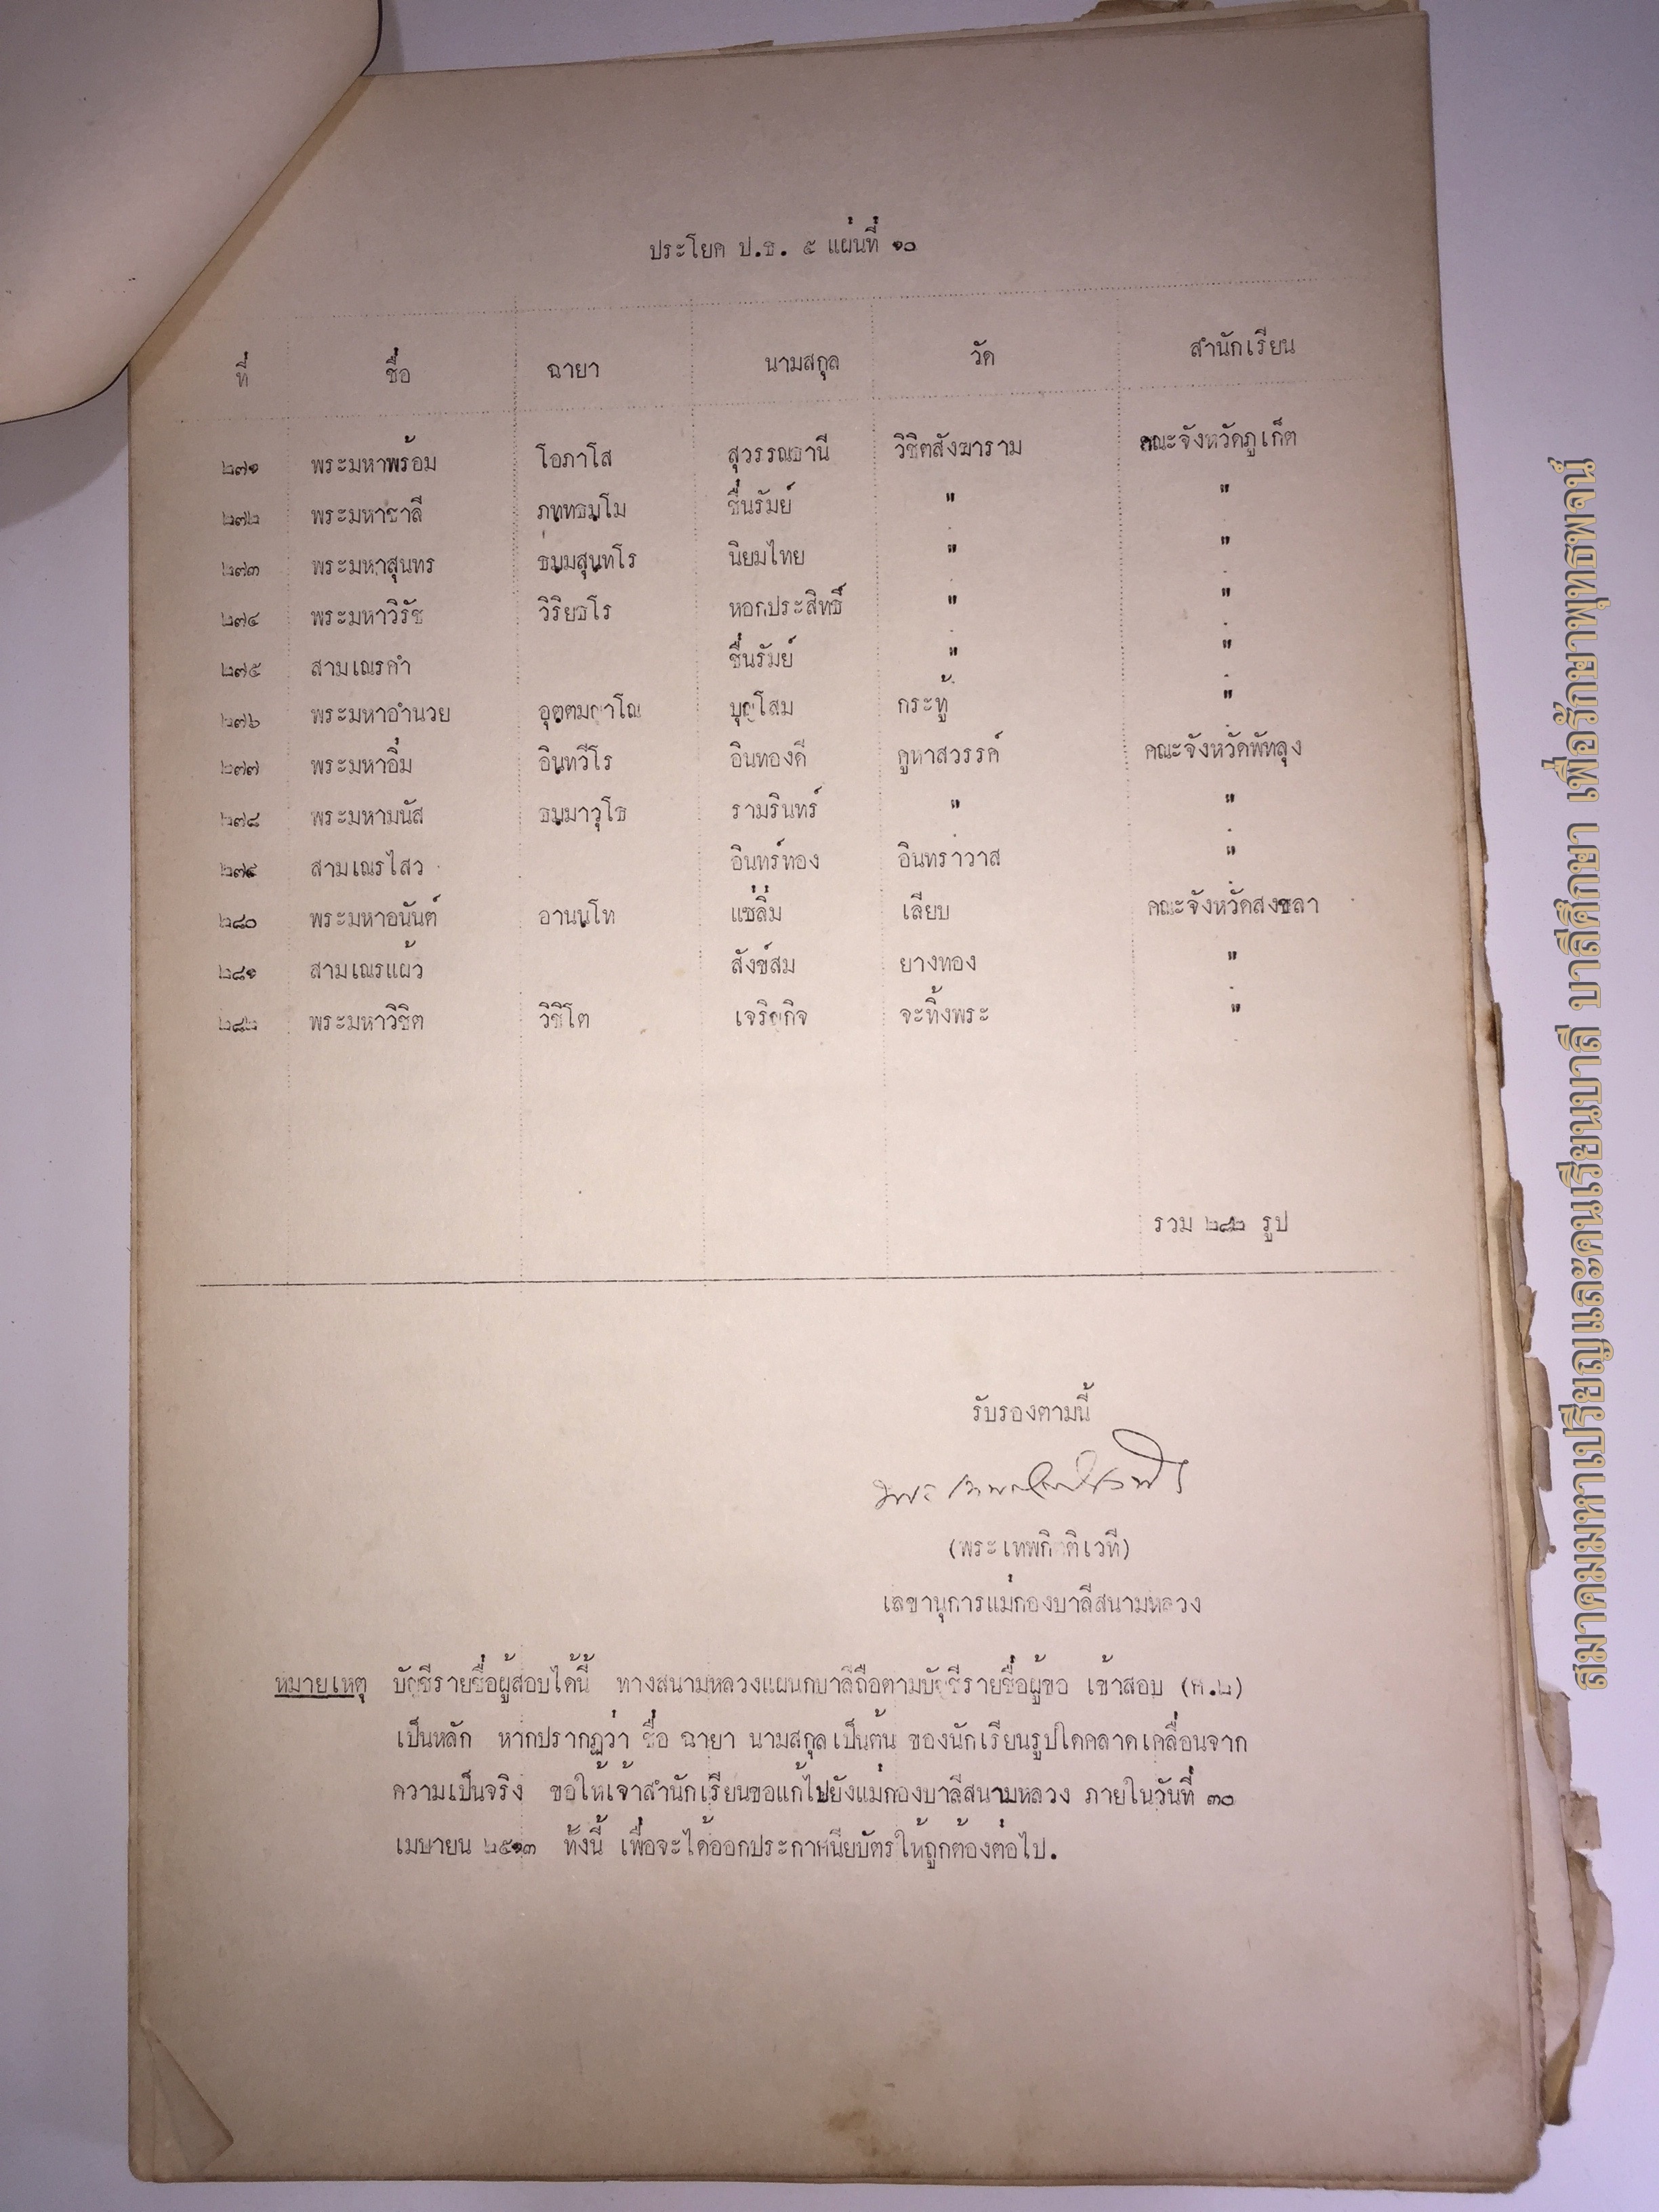 ประโยค ป.ธ. ๕ แผ่นที่ ๑๐
ที่ ชื่อ ฉายา นามสกุล วัด สำนักเรียน
๒๗๑ พระมหาพร้อม โอภาโส สุวรรณธานี วิชิตสังฆาราม คณะจังหวัดภูเก็ต
๒๗๒ พระมหาชาลี ภทฺทธมฺโม ชื่นรัมย์ " "
๒๗๓ พระมหาสุนทร ธมฺมสุนฺทโร นิยมไทย " "
๒๗๔ พระมหาวิรัช วิริยธโร หอกประสิทธิ์ " "
๒๗๕ สามเณรคำ ชื่นรัมย์ " "
๒๗๖ พระมหาอำนวย อุตฺตมญาโณ บุญโสม กระทู้ "
๒๗๗ พระมหาอิ่ม อินฺทวีโร อินทองดี คูหาสวรรค์ คณะจังหวัดพัทลุง
๒๗๘ พระมหามนัส ธมฺมาวุโธ รามรินทร์ " "
๒๗๙ สามเณรไสว อินทร์ทอง อินทราวาส "
๒๘๐ พระมหาอนันต์ อานนฺโท แซ่ลิ่ม เลียบ คณะจังหวัดสงขลา
๒๘๑ สามเณรแผ้ว สังข์สม ยางทอง "
๒๘๒ พระมหาวิชิต วิชิโต เจริญกิจ จะทิ้งพระ "
รวม ๒๘๒ รูป
รับรองตามนี้
(พระเทพกิตติเวที)
เลขานุการแม่กองบาลีสนามหลวง
หมายเหตุ บัญชีรายชื่อผู้สอบได้นี้ ทางสนามหลวงแผนกบาลีถือตามบัญชีรายชื่อผู้ขอ เข้าสอบ (ศ.๒)
เป็นหลัก หากปรากฏว่า ชื่อ ฉายา นามสกุลเป็นต้น ของนักเรียนรูปใดคลาดเคลื่อนจาก
ความเป็นจริง ขอให้เจ้าสำนักเรียนขอแก้ไปยังแม่กองบาลีสนามหลวง ภายในวันที่ ๓๐
เมษายน ๒๕๑๓ ทั้งนี้ เพื่อจะได้ออกประกาศนียบัตรให้ถูกต้องต่อไป.
สมาคมมหาเปรียญและคนเรียนบาลี บาลีศึกษา เพื่อรักษาพุทธพจน์